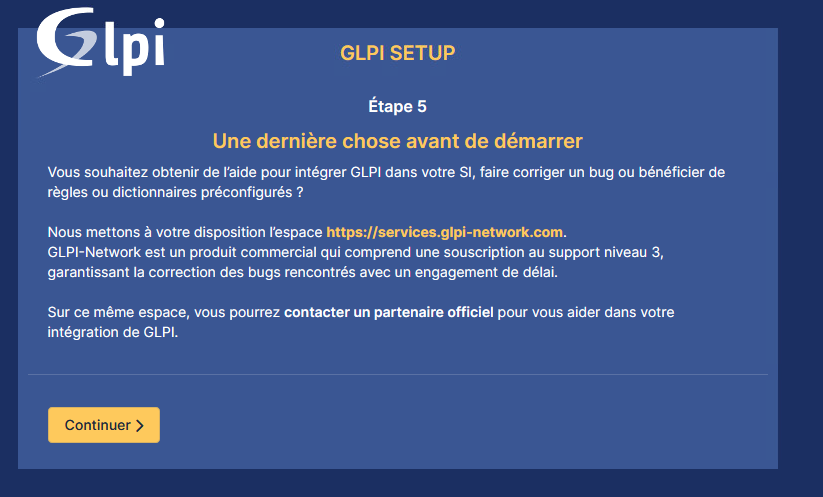 Glpi
GLPI SETUP
Étape 5
Une dernière chose avant de démarrer
Vous souhaitez obtenir de l’aide pour intégrer GLPI dans votre SI, faire corriger un bug ou bénéficier de
règles ou dictionnaires préconfigurés ?
Nous mettons à votre disposition l’espace https://services.glpi-network.com.
GLPI-Network est un produit commercial qui comprend une souscription au support niveau 3,
garantissant la correction des bugs rencontrés avec un engagement de délai.
Sur ce même espace, vous pourrez contacter un partenaire officiel pour vous aider dans votre
intégration de GLPI.
Continuer